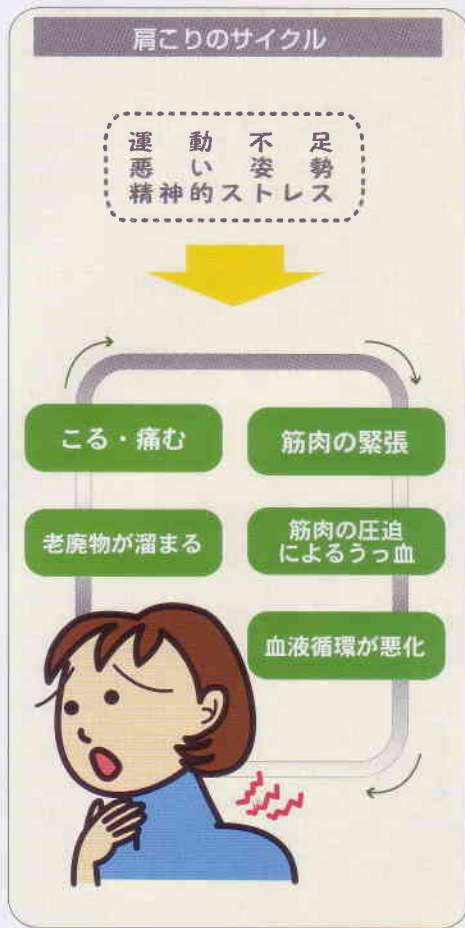 肩こりのサイクル
運動不足
悪い姿勢
精神的ストレス
こる・痛む
筋肉の緊張
老廃物が溜まる
筋肉の圧迫
によるうっ血
血液循環が悪化